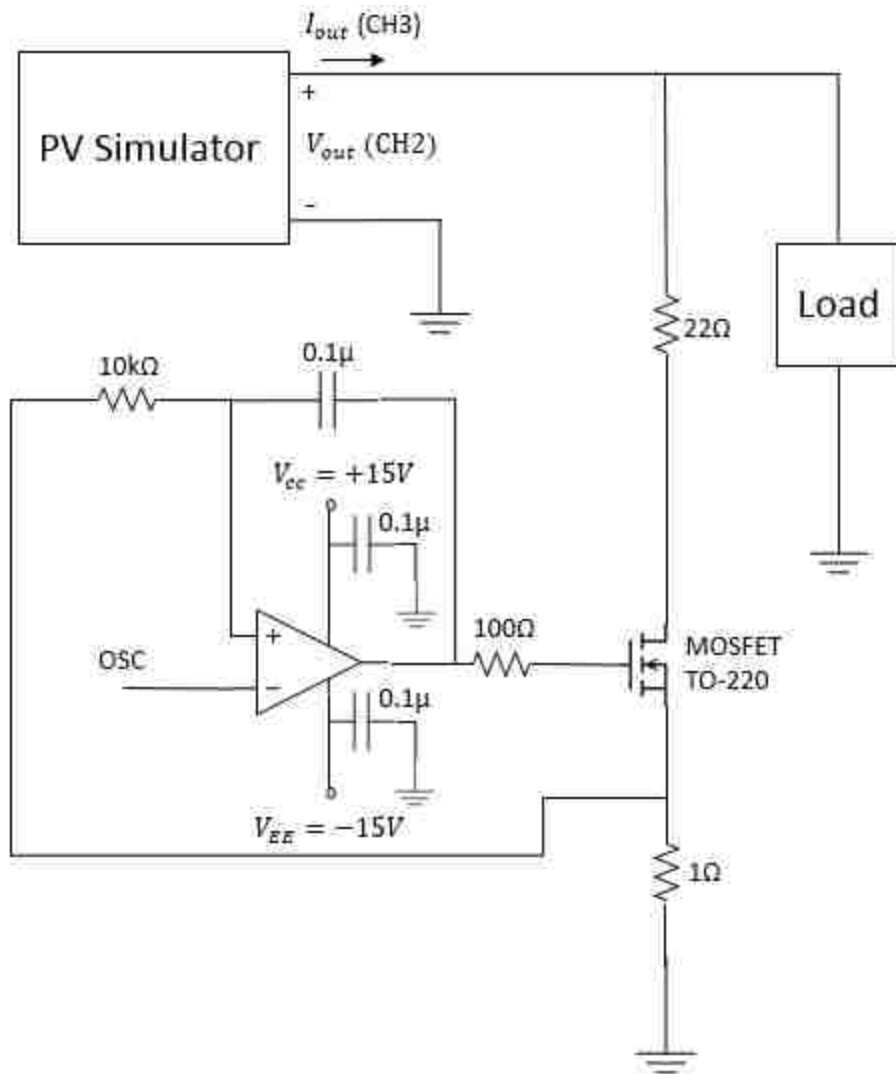 I_out (CH3)
+
PV Simulator
V_out (CH2)
-
Load
22Ω
10kΩ
0.1µ
V_cc = +15V
0.1µ
+
OSC
-
100Ω
MOSFET
TO-220
0.1µ
V_EE = −15V
1Ω